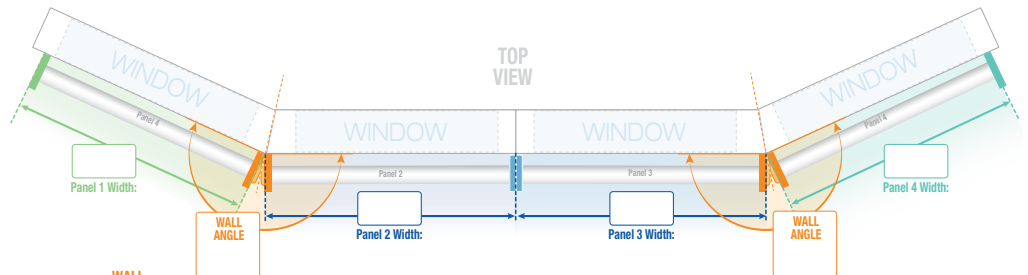 TOP
VIEW
WINDOW
WINDOW
WINDOW
WINDOW
Panel 4
Panel 2
Panel 3
Panel 4
Panel 1 Width:
Panel 2 Width:
Panel 3 Width:
Panel 4 Width:
WALL
ANGLE
WALL
ANGLE
WALL